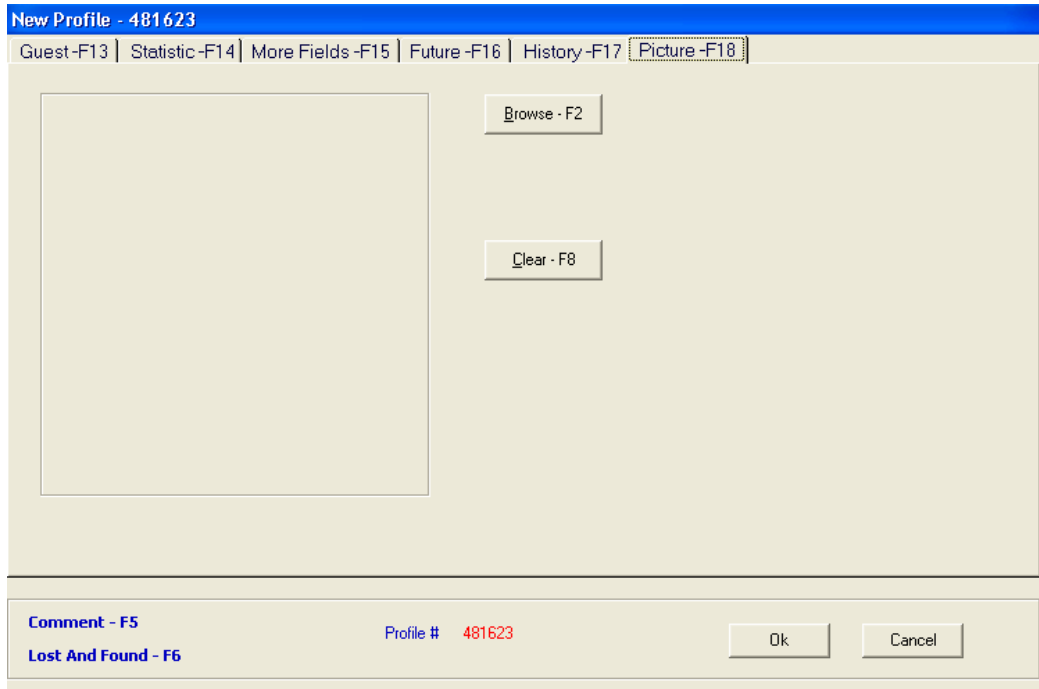 New Profile - 481623
Guest -F13 Statistic -F14 More Fields -F15 Future -F16 History -F17 Picture -F18
Browse - F2
Clear - F8
Comment - F5
Profile # 481623 Ok Cancel
Lost And Found - F6